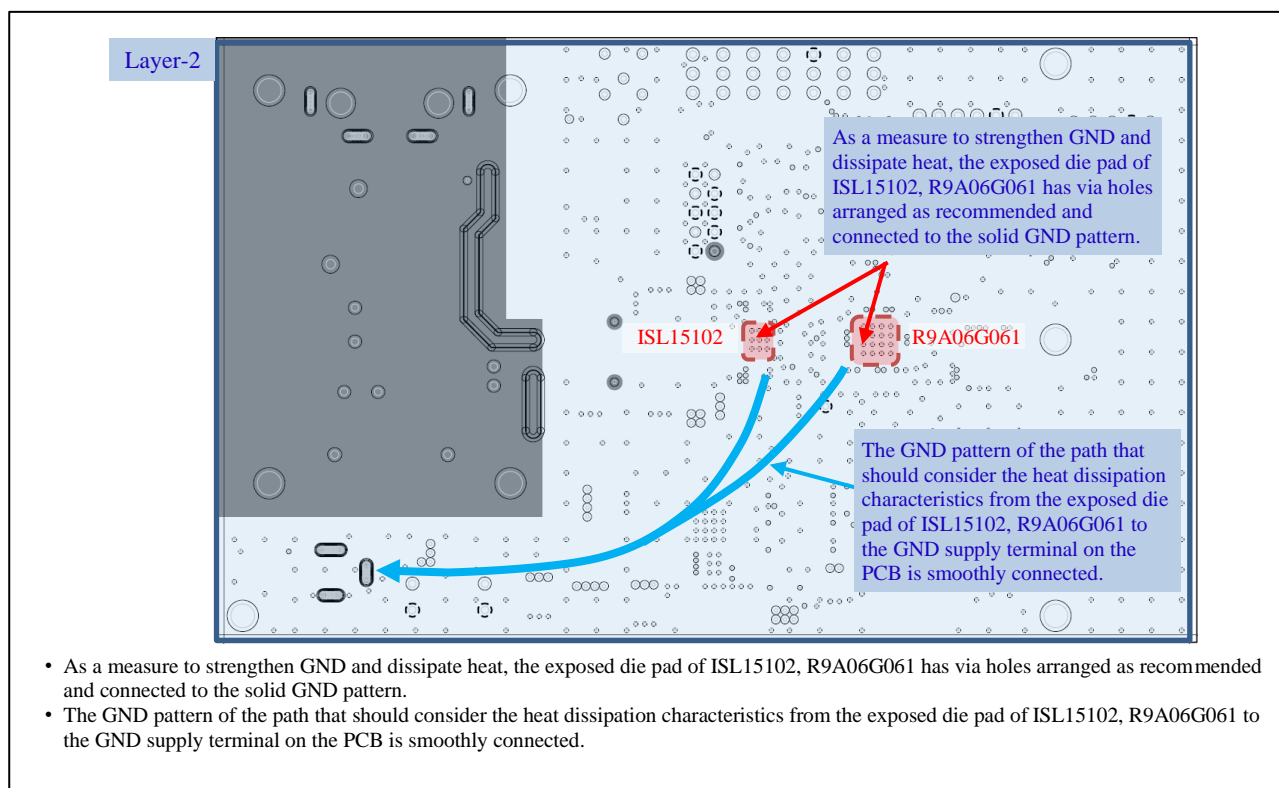 Layer-2
As a measure to strengthen GND and
dissipate heat, the exposed die pad of
ISL15102, R9A06G061 has via holes
arranged as recommended and
connected to the solid GND pattern.
ISL15102
R9A06G061
The GND pattern of the path that
should consider the heat dissipation
characteristics from the exposed die
pad of ISL15102, R9A06G061 to
the GND supply terminal on the
PCB is smoothly connected.
• As a measure to strengthen GND and dissipate heat, the exposed die pad of ISL15102, R9A06G061 has via holes arranged as recommended
and connected to the solid GND pattern.
• The GND pattern of the path that should consider the heat dissipation characteristics from the exposed die pad of ISL15102, R9A06G061 to
the GND supply terminal on the PCB is smoothly connected.